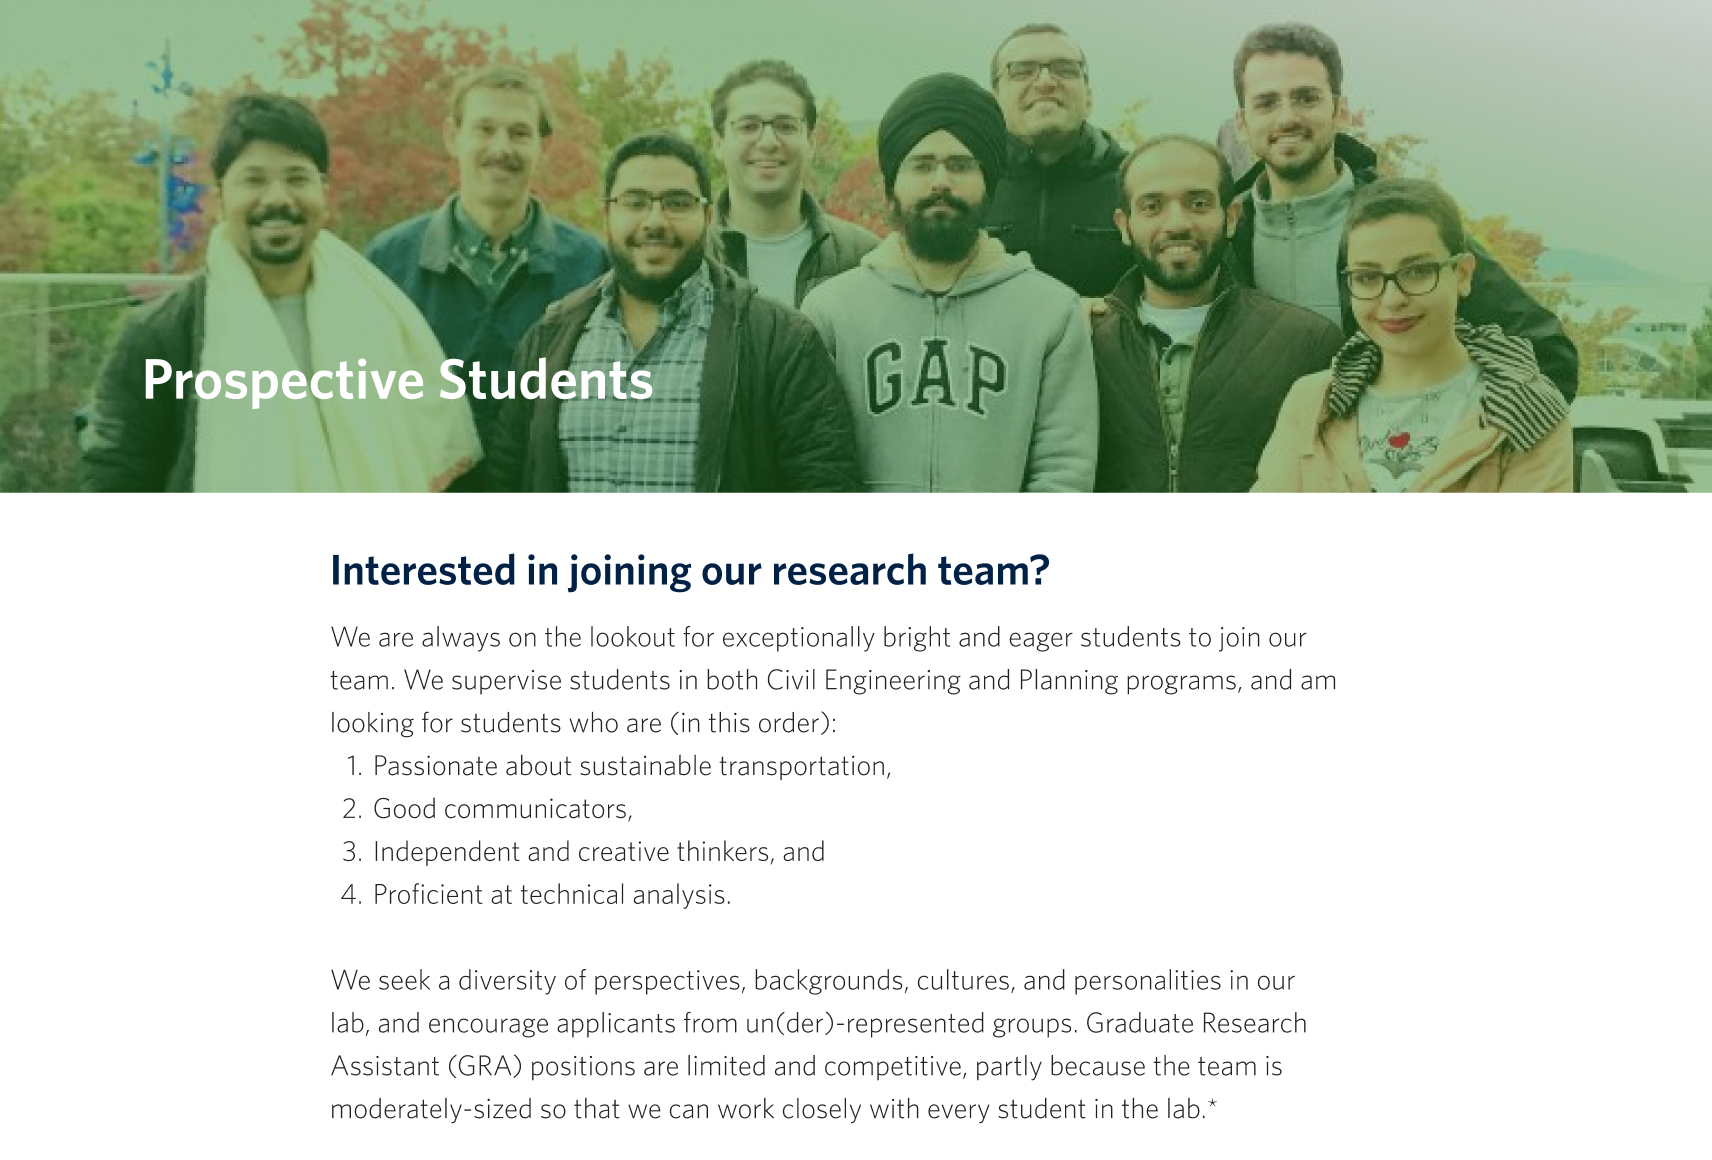 GAP
Prospective Students
Interested in joining our research team?
We are always on the lookout for exceptionally bright and eager students to join our
team. We supervise students in both Civil Engineering and Planning programs, and am
looking for students who are (in this order):
1. Passionate about sustainable transportation,
2. Good communicators,
3. Independent and creative thinkers, and
4. Proficient at technical analysis.
We seek a diversity of perspectives, backgrounds, cultures, and personalities in our
lab, and encourage applicants from un(der)-represented groups. Graduate Research
Assistant (GRA) positions are limited and competitive, partly because the team is
moderately-sized so that we can work closely with every student in the lab.*